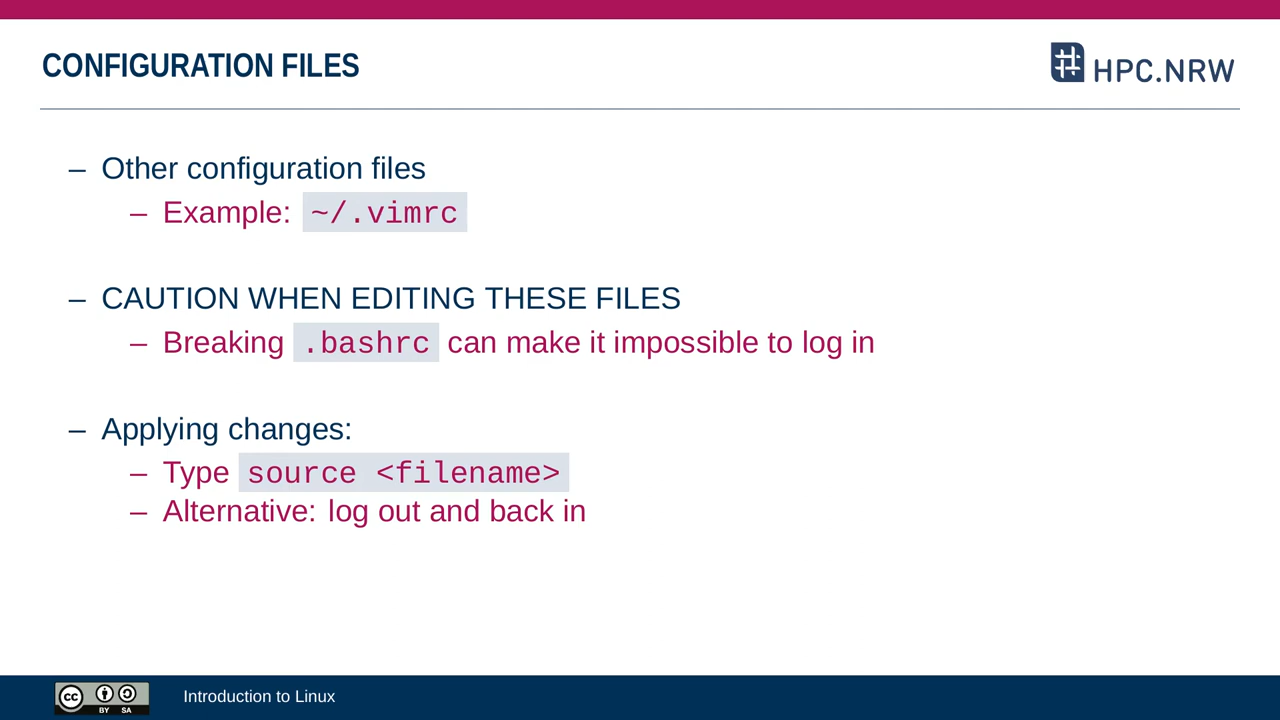 CONFIGURATION FILES
HPC.NRW
– Other configuration files
– Example: ~/.vimrc
– CAUTION WHEN EDITING THESE FILES
– Breaking .bashrc can make it impossible to log in
– Applying changes:
– Type source <filename>
– Alternative: log out and back in
cc BY SA
Introduction to Linux